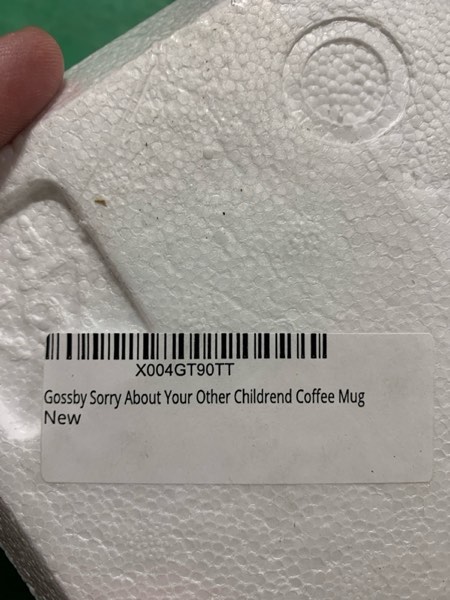 X004GT90TT
Gossby Sorry About Your Other Childrend Coffee Mug
New